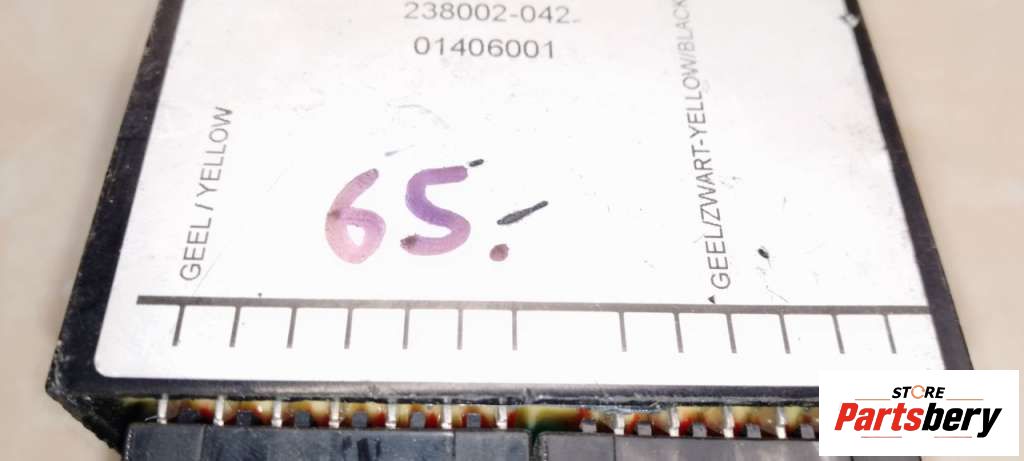 238002-042
01406001
GEEL / YELLOW
65.-
GEEL/ZWART-YELLOW/BLACK
STORE
Partsbery